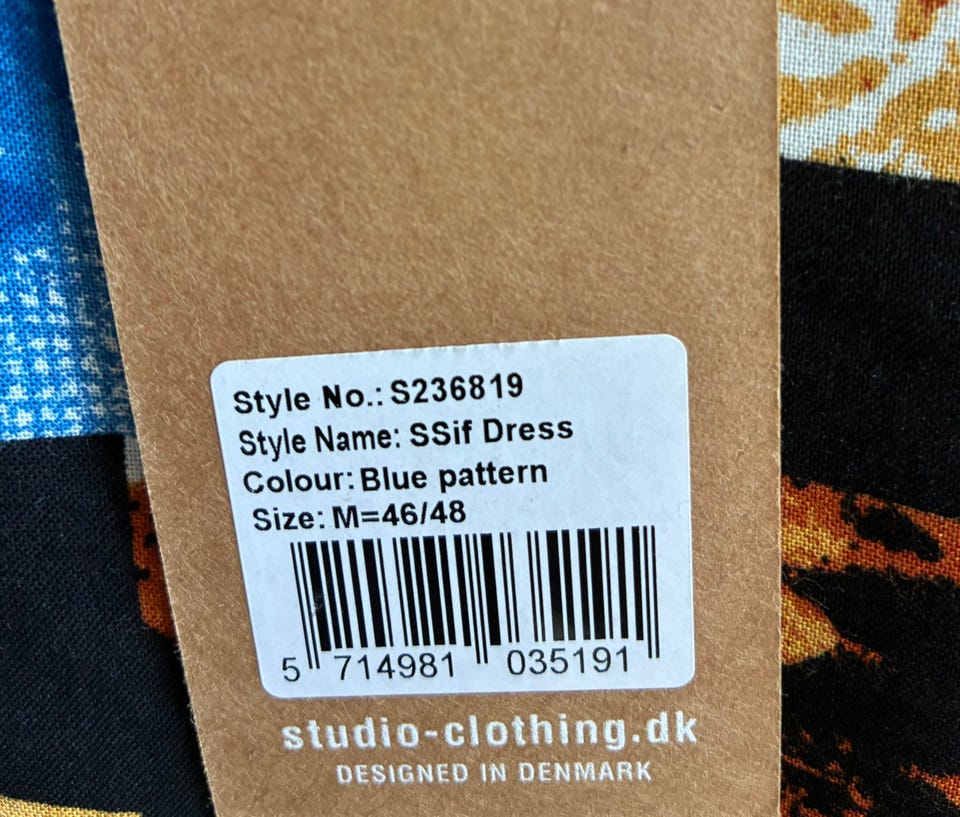 Style No.: S236819
Style Name: SSif Dress
Colour: Blue pattern
Size: M=46/48
5 714981 035191
studio-clothing.dk
DESIGNED IN DENMARK